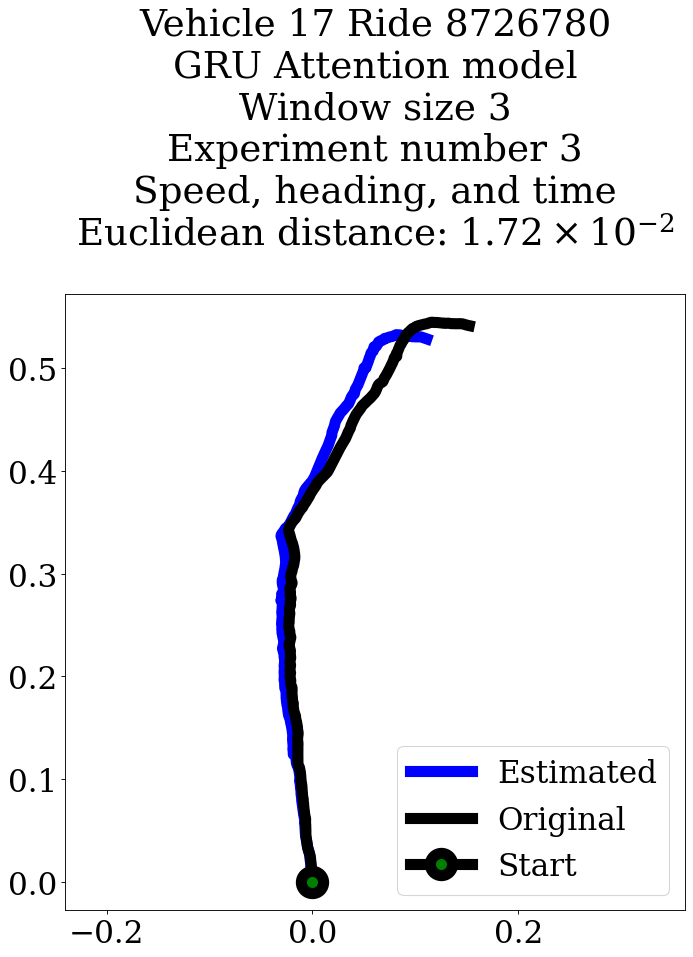 Vehicle 17 Ride 8726780
GRU Attention model
Window size 3
Experiment number 3
Speed, heading, and time
Euclidean distance: 1.72 × 10⁻²
0.5
0.4
0.3
0.2
0.1
0.0
Estimated
Original
Start
−0.2 0.0 0.2